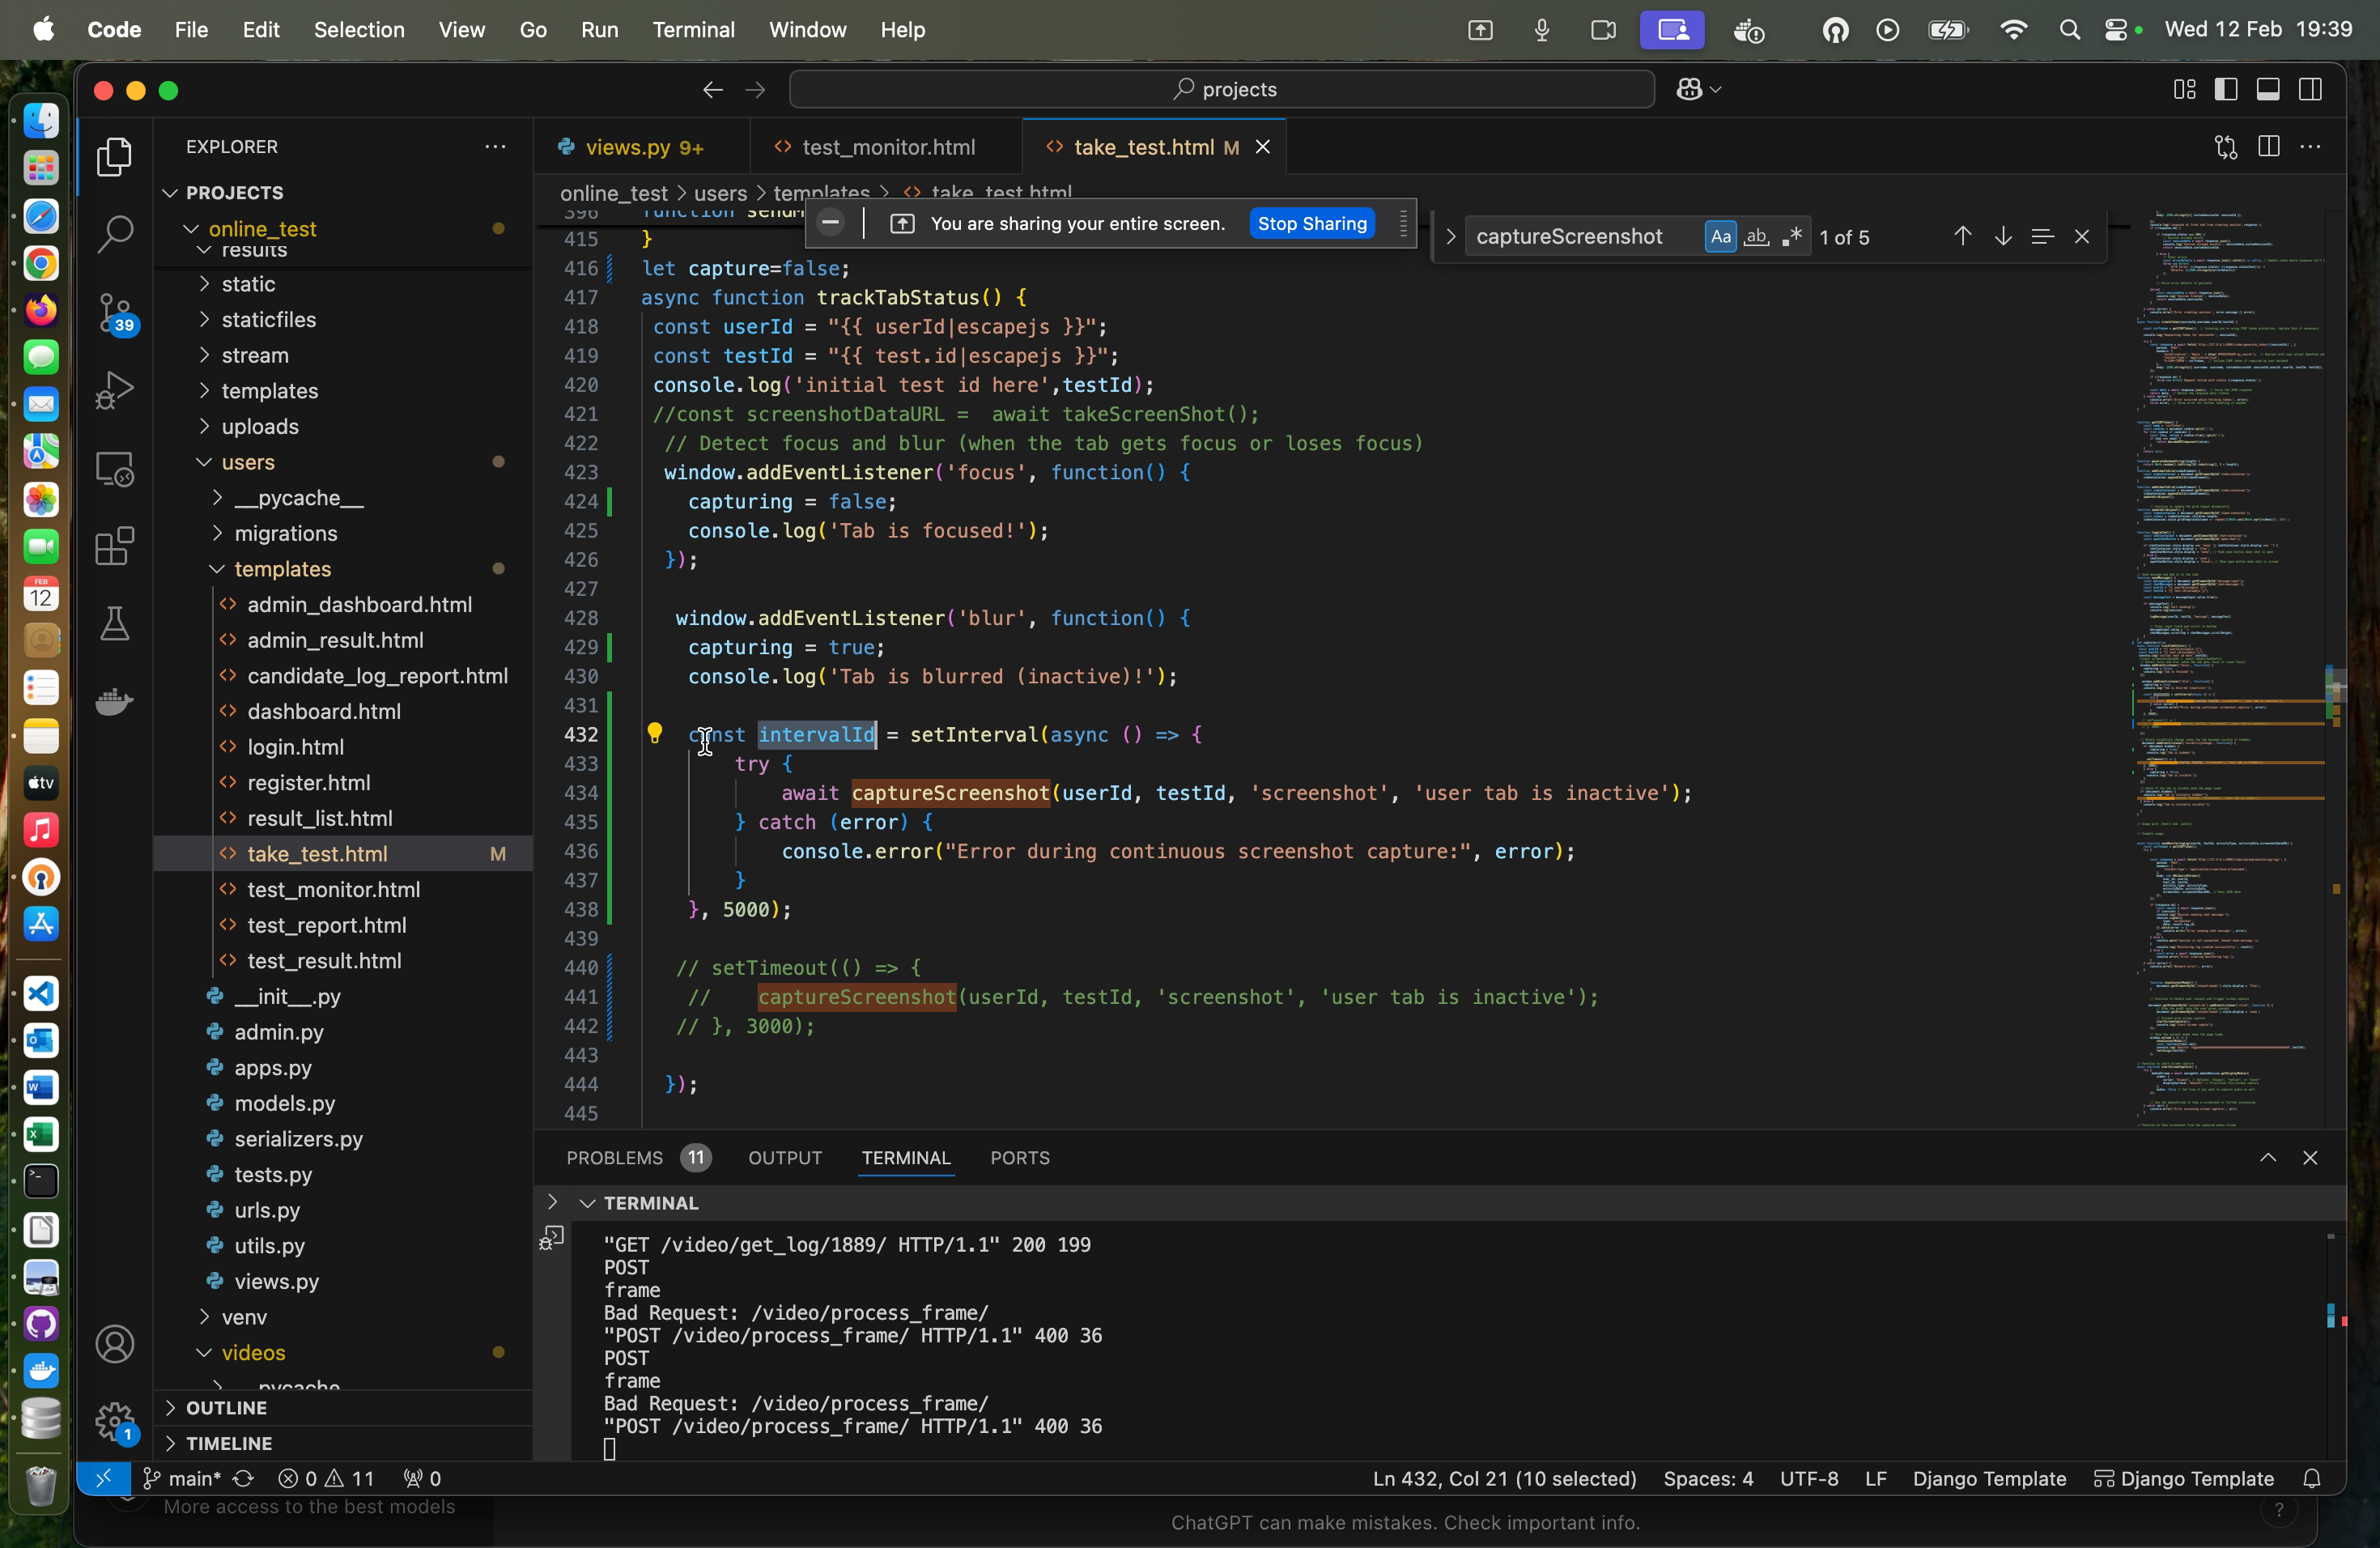 Code File Edit Selection View Go Run Terminal Window Help Wed 12 Feb 19:39
projects
EXPLORER
PROJECTS
online_test
results
static
staticfiles
stream
templates
uploads
users
__pycache__
migrations
templates
admin_dashboard.html
admin_result.html
candidate_log_report.html
dashboard.html
login.html
register.html
result_list.html
take_test.html M
test_monitor.html
test_report.html
test_result.html
__init__.py
admin.py
apps.py
models.py
serializers.py
tests.py
urls.py
utils.py
views.py
venv
videos
OUTLINE
TIMELINE
39
1
FEB
12
tv
views.py 9+ test_monitor.html take_test.html M
online_test > users > templates > take_test.html
You are sharing your entire screen. Stop Sharing
captureScreenshot Aa ab 1 of 5
396 function
415 }
416 let capture=false;
417 async function trackTabStatus() {
418 const userId = "{{ userId|escapejs }}";
419 const testId = "{{ test.id|escapejs }}";
420 console.log('initial test id here',testId);
421 //const screenshotDataURL =  await takeScreenShot();
422 // Detect focus and blur (when the tab gets focus or loses focus)
423 window.addEventListener('focus', function() {
424 capturing = false;
425 console.log('Tab is focused!');
426 });
427
428 window.addEventListener('blur', function() {
429 capturing = true;
430 console.log('Tab is blurred (inactive)!');
431
432 const intervalId = setInterval(async () => {
433 try {
434 await captureScreenshot(userId, testId, 'screenshot', 'user tab is inactive');
435 } catch (error) {
436 console.error("Error during continuous screenshot capture:", error);
437 }
438 }, 5000);
439
440 // setTimeout(() => {
441 //    captureScreenshot(userId, testId, 'screenshot', 'user tab is inactive');
442 // }, 3000);
443
444 });
445
PROBLEMS 11 OUTPUT TERMINAL PORTS
TERMINAL
"GET /video/get_log/1889/ HTTP/1.1" 200 199
POST
frame
Bad Request: /video/process_frame/
"POST /video/process_frame/ HTTP/1.1" 400 36
POST
frame
Bad Request: /video/process_frame/
"POST /video/process_frame/ HTTP/1.1" 400 36
main* 0 11 0 Ln 432, Col 21 (10 selected) Spaces: 4 UTF-8 LF Django Template Django Template
More access to the best models
ChatGPT can make mistakes. Check important info.
?